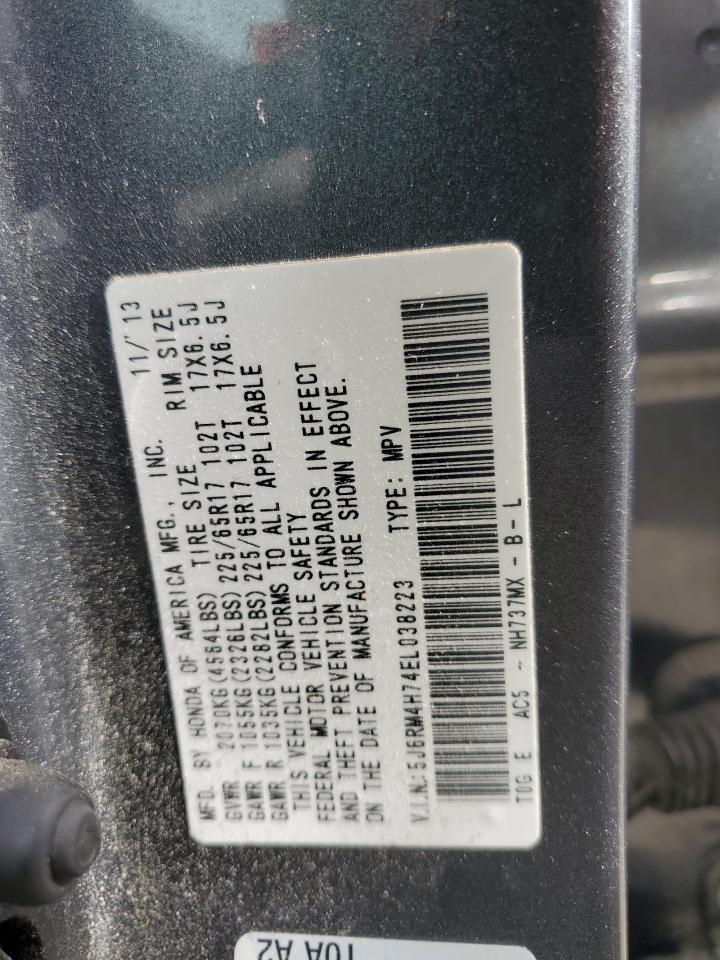 MFD. BY HONDA OF AMERICA MFG., INC. 11/'13
GVWR 2070KG(4564LBS) TIRE SIZE RIM SIZE
GAWR F 1055KG(2326LBS) 225/65R17 102T 17X6.5J
GAWR R 1035KG(2282LBS) 225/65R17 102T 17X6.5J
THIS VEHICLE CONFORMS TO ALL APPLICABLE
FEDERAL MOTOR VEHICLE SAFETY
AND THEFT PREVENTION STANDARDS IN EFFECT
ON THE DATE OF MANUFACTURE SHOWN ABOVE.
V.I.N.:5J6RM4H74EL038223 TYPE: MPV
TOG E AC5 - NH737MX - B - L
TOA A2